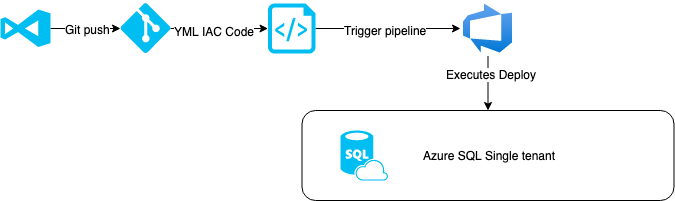 Git push
YML IAC Code
</>
Trigger pipeline
Executes Deploy
SQL
Azure SQL Single tenant